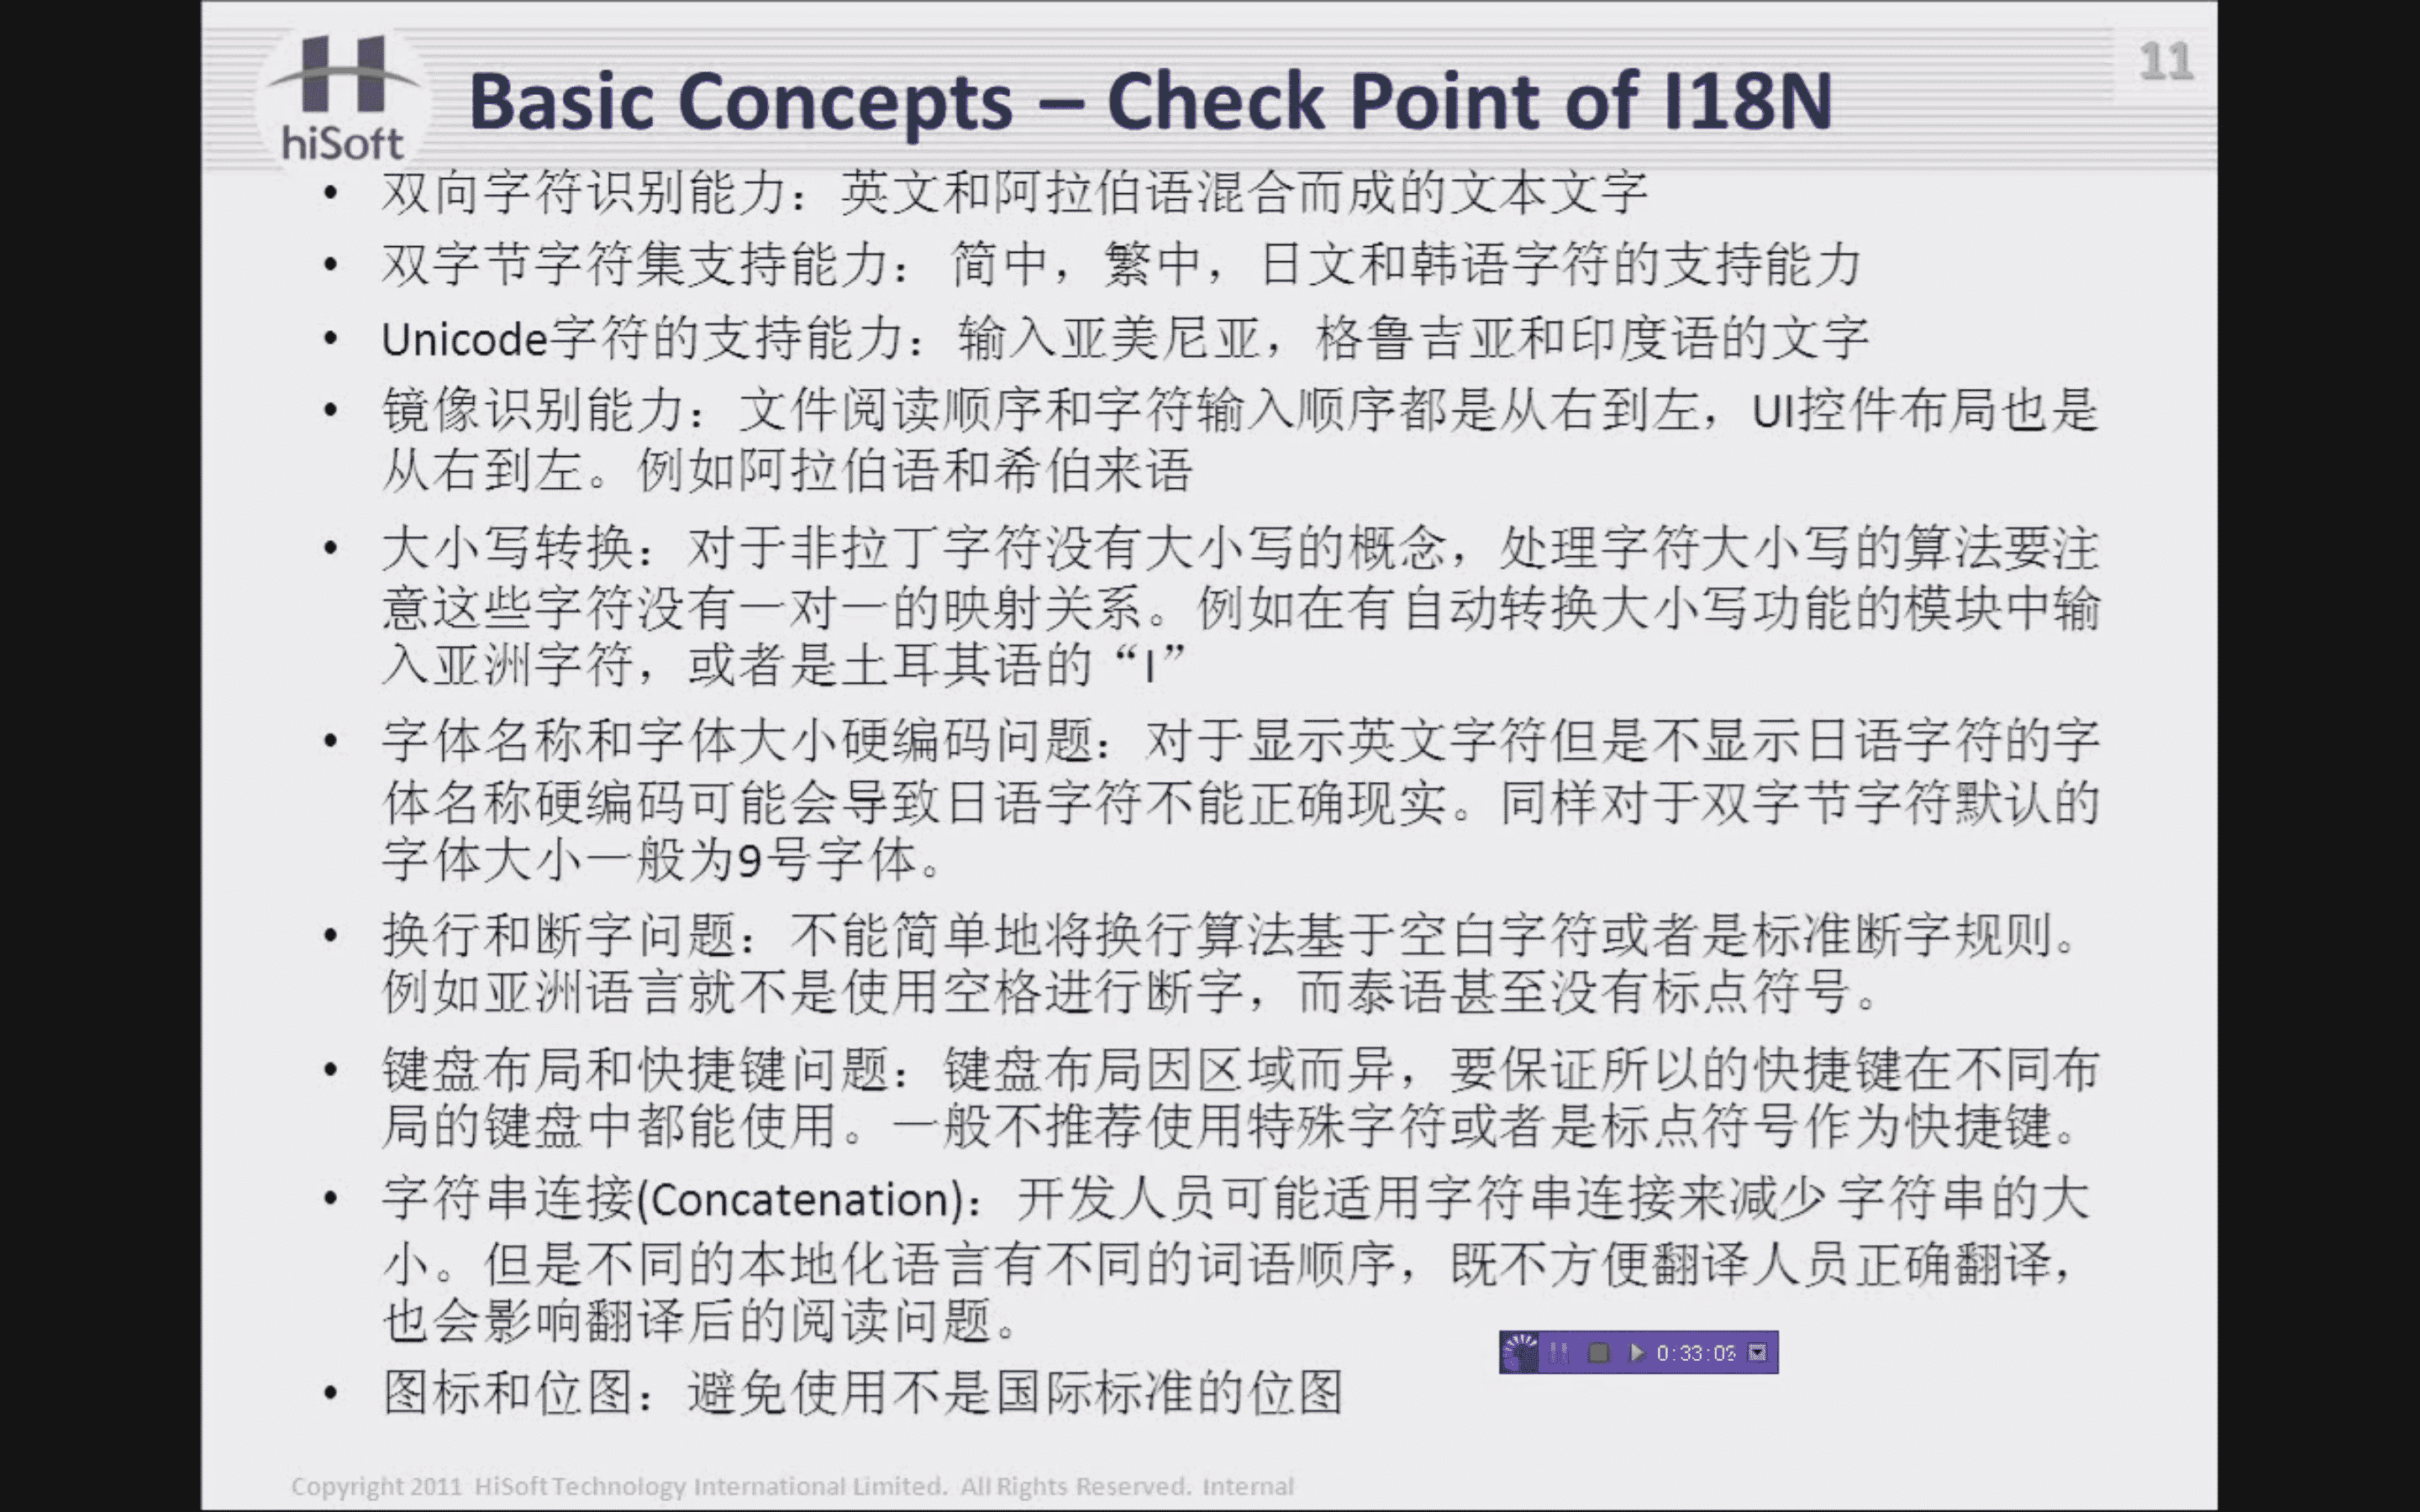 hiSoft
Basic Concepts – Check Point of I18N
11
• 双向字符识别能力：英文和阿拉伯语混合而成的文本文字
• 双字节字符集支持能力： 简中，繁中，日文和韩语字符的支持能力
• Unicode字符的支持能力：输入亚美尼亚，格鲁吉亚和印度语的文字
• 镜像识别能力：文件阅读顺序和字符输入顺序都是从右到左，UI控件布局也是
从右到左。例如阿拉伯语和希伯来语
• 大小写转换：对于非拉丁字符没有大小写的概念，处理字符大小写的算法要注
意这些字符没有一对一的映射关系。例如在有自动转换大小写功能的模块中输
入亚洲字符，或者是土耳其语的“I”
• 字体名称和字体大小硬编码问题：对于显示英文字符但是不显示日语字符的字
体名称硬编码可能会导致日语字符不能正确现实。同样对于双字节字符默认的
字体大小一般为9号字体。
• 换行和断字问题：不能简单地将换行算法基于空白字符或者是标准断字规则。
例如亚洲语言就不是使用空格进行断字，而泰语甚至没有标点符号。
• 键盘布局和快捷键问题：键盘布局因区域而异，要保证所以的快捷键在不同布
局的键盘中都能使用。一般不推荐使用特殊字符或者是标点符号作为快捷键。
• 字符串连接(Concatenation)：开发人员可能适用字符串连接来减少字符串的大
小。但是不同的本地化语言有不同的词语顺序，既不方便翻译人员正确翻译，
也会影响翻译后的阅读问题。
• 图标和位图：避免使用不是国际标准的位图
Copyright 2011 HiSoft Technology International Limited. All Rights Reserved. Internal